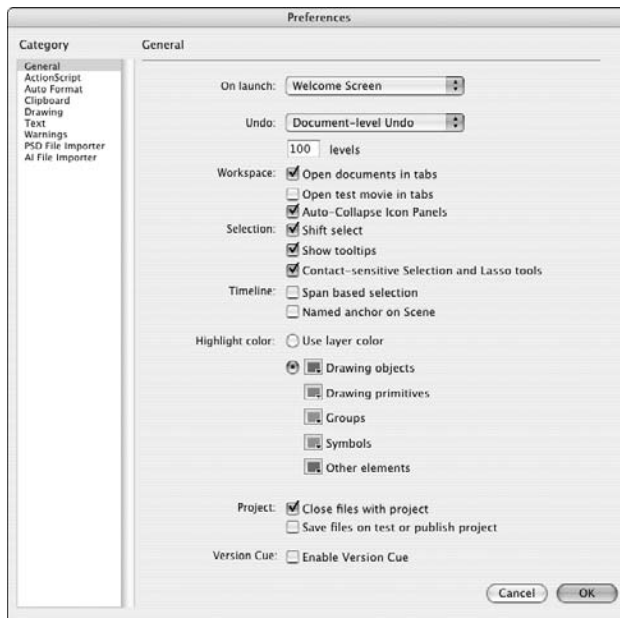 Preferences
Category
General
ActionScript
Auto Format
Clipboard
Drawing
Text
Warnings
PSD File Importer
AI File Importer
General
On launch: Welcome Screen
Undo: Document-level Undo
100 levels
Workspace: Open documents in tabs
Open test movie in tabs
Auto-Collapse Icon Panels
Selection: Shift select
Show tooltips
Contact-sensitive Selection and Lasso tools
Timeline: Span based selection
Named anchor on Scene
Highlight color: Use layer color
Drawing objects
Drawing primitives
Groups
Symbols
Other elements
Project: Close files with project
Save files on test or publish project
Version Cue: Enable Version Cue
Cancel OK